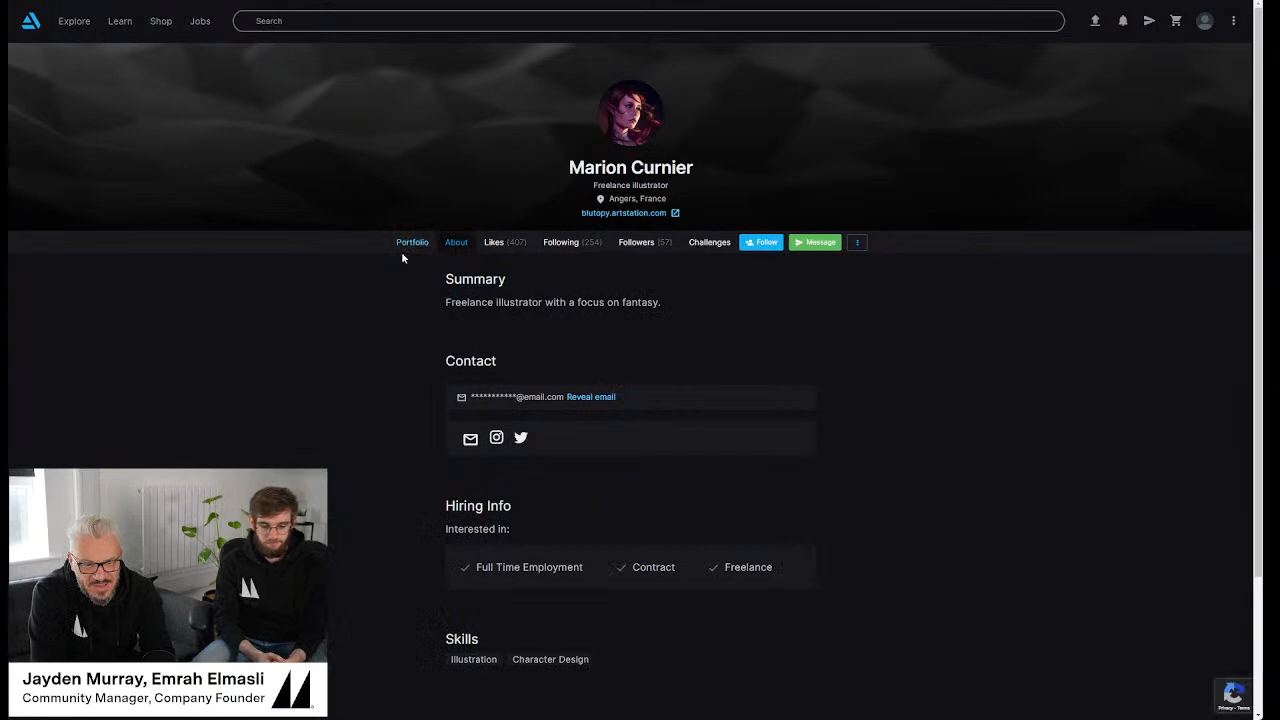 Explore Learn Shop Jobs Search
Marion Curnier
Freelance illustrator
Angers, France
blutopy.artstation.com
Portfolio About Likes (407) Following (254) Followers (57) Challenges Follow Message
Summary
Freelance illustrator with a focus on fantasy.
Contact
***********@email.com Reveal email
Hiring Info
Interested in:
Full Time Employment Contract Freelance
Skills
Illustration Character Design
Jayden Murray, Emrah Elmasli
Community Manager, Company Founder
Privacy - Terms